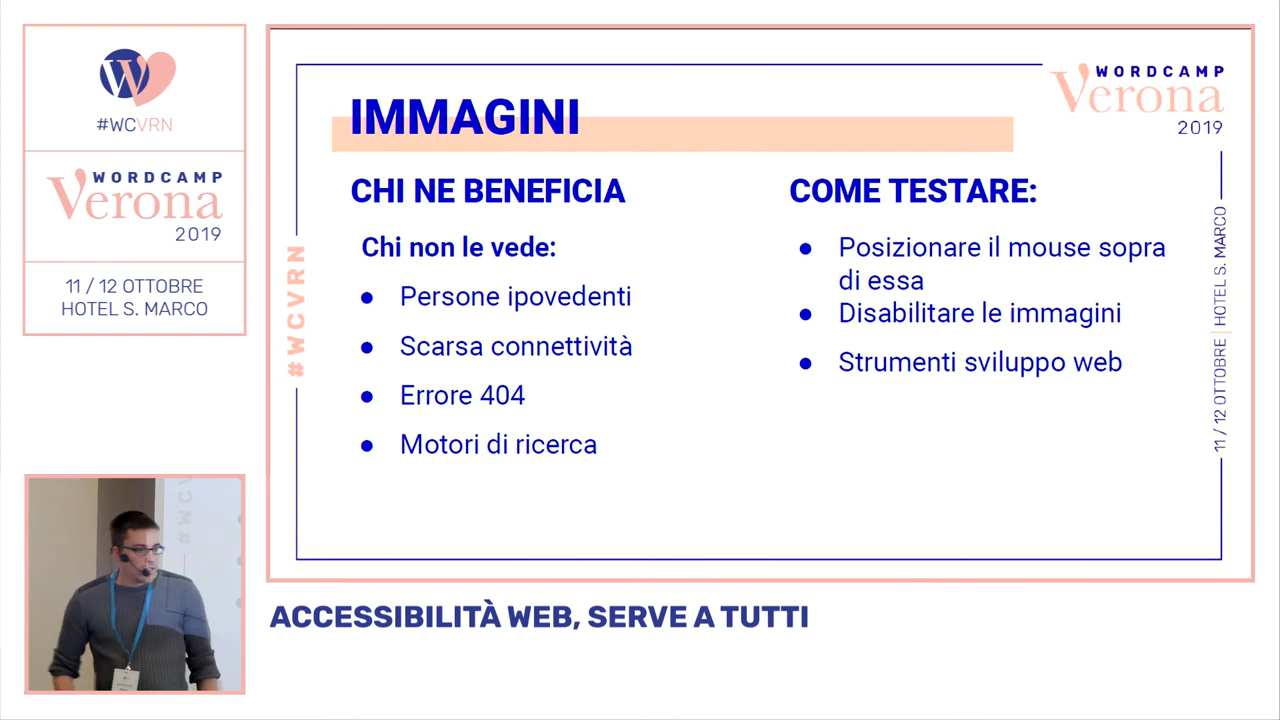 #WCVRN
WORDCAMP
Verona
2019
11 / 12 OTTOBRE
HOTEL S. MARCO
WORDCAMP
Verona
2019
IMMAGINI
CHI NE BENEFICIA
Chi non le vede:
● Persone ipovedenti
● Scarsa connettività
● Errore 404
● Motori di ricerca
COME TESTARE:
● Posizionare il mouse sopra
di essa
● Disabilitare le immagini
● Strumenti sviluppo web
#WCVRN
11 / 12 OTTOBRE | HOTEL S. MARCO
ACCESSIBILITÀ WEB, SERVE A TUTTI